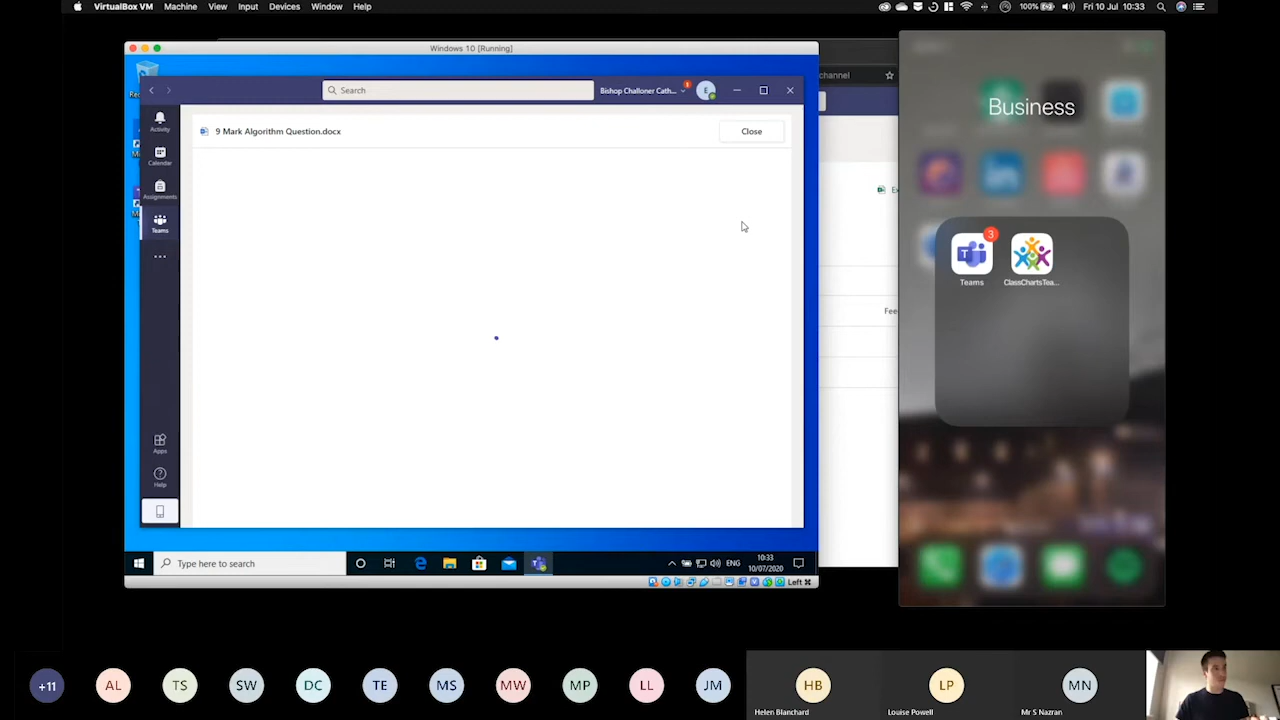 VirtualBox VM Machine View Input Devices Window Help
100% Fri 10 Jul 10:33
Windows 10 [Running]
Search
Bishop Challoner Cath...
E
channel
Activity
Calendar
Assignments
Teams
Apps
Help
9 Mark Algorithm Question.docx
Close
Fee
Business
3
Teams
ClassChartsTea...
Type here to search
ENG
10:33
10/07/2020
Left ⌘
+11
AL
TS
SW
DC
TE
MS
MW
MP
LL
JM
HB
Helen Blanchard
LP
Louise Powell
MN
Mr S Nazran